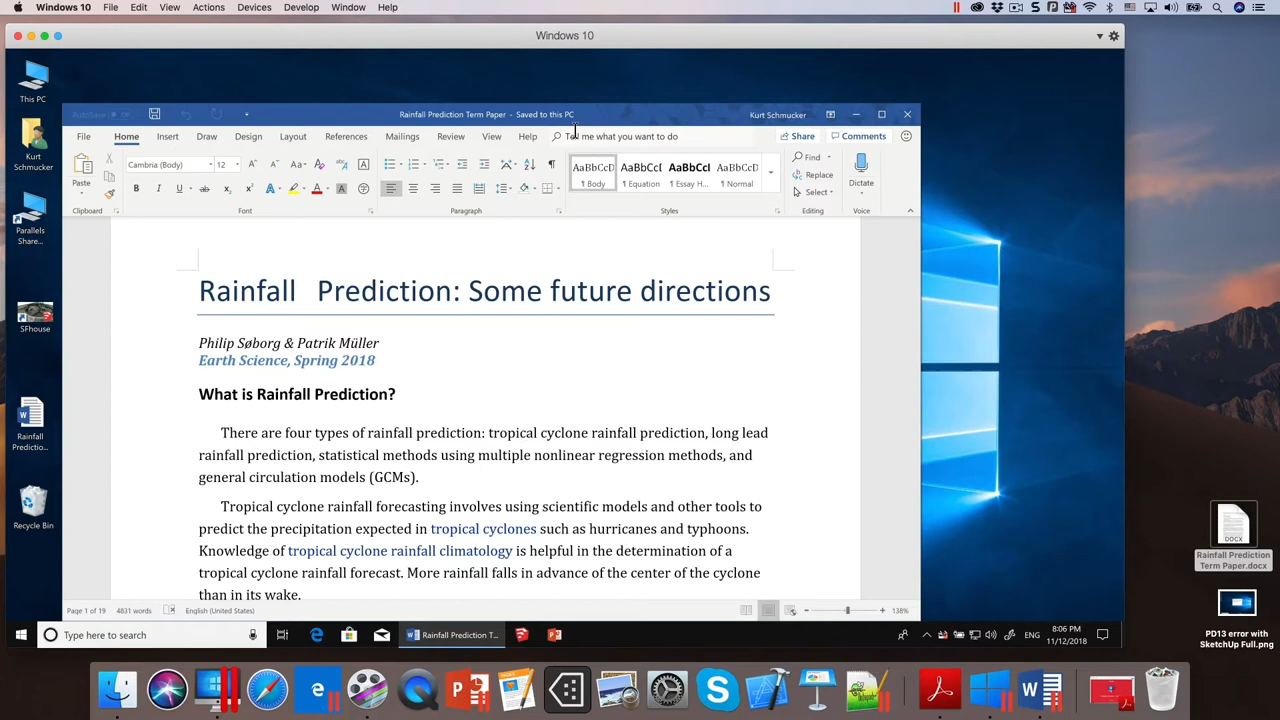 Windows 10 File Edit View Actions Devices Develop Window Help
Windows 10
This PC
Kurt
Schmucker
Parallels
Share...
SFhouse
Rainfall
Predictio...
Recycle Bin
AutoSave Off
Rainfall Prediction Term Paper - Saved to this PC
Kurt Schmucker
File Home Insert Draw Design Layout References Mailings Review View Help Tell me what you want to do Share Comments
Paste
Clipboard
Cambria (Body) 12
Font
Paragraph
AaBbCcD AaBbCcI AaBbCcI AaBbCcD
¶ Body ¶ Equation ¶ Essay H... ¶ Normal
Styles
Find
Replace
Select
Editing
Dictate
Voice
Rainfall Prediction: Some future directions
Philip Søborg & Patrik Müller
Earth Science, Spring 2018
What is Rainfall Prediction?
There are four types of rainfall prediction: tropical cyclone rainfall prediction, long lead
rainfall prediction, statistical methods using multiple nonlinear regression methods, and
general circulation models (GCMs).
Tropical cyclone rainfall forecasting involves using scientific models and other tools to
predict the precipitation expected in tropical cyclones such as hurricanes and typhoons.
Knowledge of tropical cyclone rainfall climatology is helpful in the determination of a
tropical cyclone rainfall forecast. More rainfall falls in advance of the center of the cyclone
than in its wake.
Page 1 of 19 4831 words English (United States) 138%
Type here to search
Rainfall Prediction T...
ENG
8:06 PM
11/12/2018
DOCX
Rainfall Prediction
Term Paper.docx
PD13 error with
SketchUp Full.png